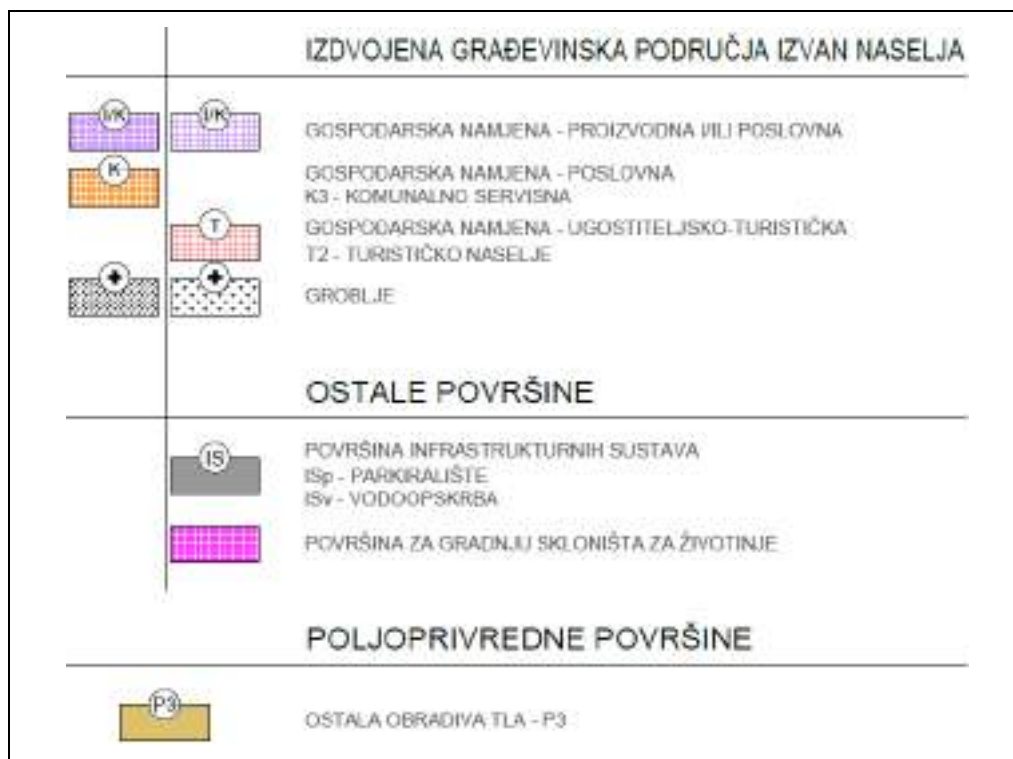 IZDVOJENA GRAĐEVINSKA PODRUČJA IZVAN NASELJA
I/K I/K
GOSPODARSKA NAMJENA - PROIZVODNA I/ILI POSLOVNA
K
GOSPODARSKA NAMJENA - POSLOVNA
K3 - KOMUNALNO SERVISNA
T
GOSPODARSKA NAMJENA - UGOSTITELJSKO-TURISTIČKA
T2 - TURISTIČKO NASELJE
GROBLJE
OSTALE POVRŠINE
IS
POVRŠINA INFRASTRUKTURNIH SUSTAVA
ISp - PARKIRALIŠTE
ISv - VODOOPSKRBA
POVRŠINA ZA GRADNJU SKLONIŠTA ZA ŽIVOTINJE
POLJOPRIVREDNE POVRŠINE
P3
OSTALA OBRADIVA TLA - P3